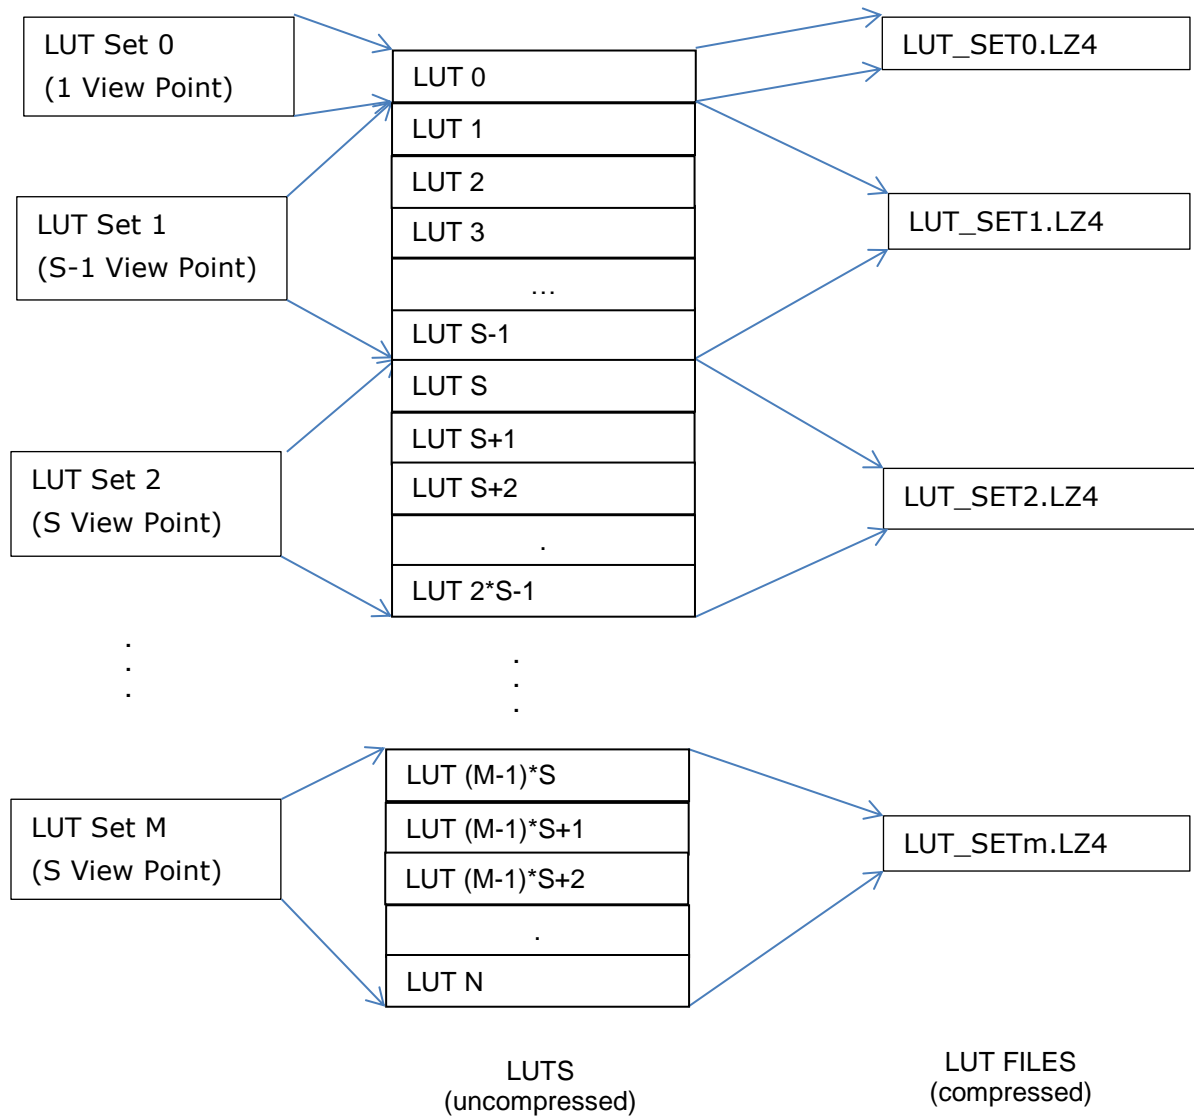 LUT Set 0
(1 View Point)
LUT Set 1
(S-1 View Point)
LUT Set 2
(S View Point)
.
.
.
LUT Set M
(S View Point)
LUT 0
LUT 1
LUT 2
LUT 3
...
LUT S-1
LUT S
LUT S+1
LUT S+2
.
LUT 2*S-1
.
.
.
LUT (M-1)*S
LUT (M-1)*S+1
LUT (M-1)*S+2
.
LUT N
LUTS
(uncompressed)
LUT_SET0.LZ4
LUT_SET1.LZ4
LUT_SET2.LZ4
LUT_SETm.LZ4
LUT FILES
(compressed)